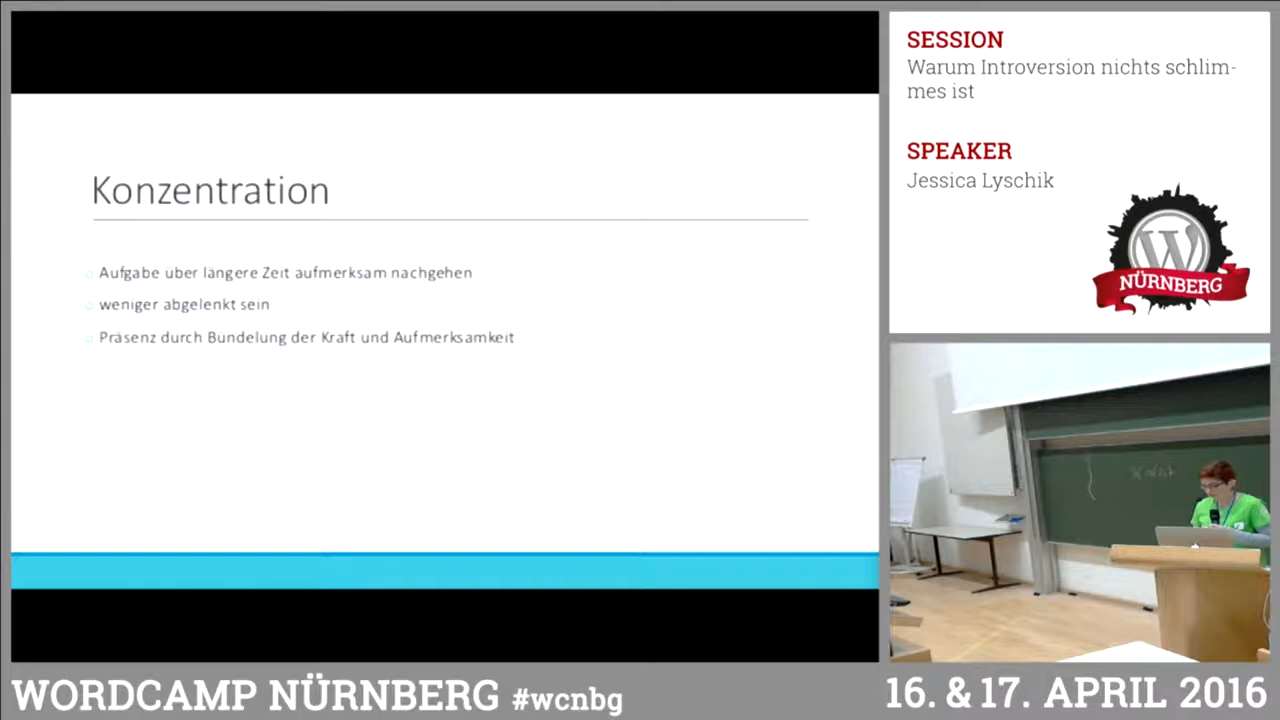 Konzentration
Aufgabe über längere Zeit aufmerksam nachgehen
weniger abgelenkt sein
Präsenz durch Bündelung der Kraft und Aufmerksamkeit
SESSION
Warum Introversion nichts schlim-
mes ist
SPEAKER
Jessica Lyschik
W
NÜRNBERG
WORDCAMP NÜRNBERG #wcnbg
16. & 17. APRIL 2016